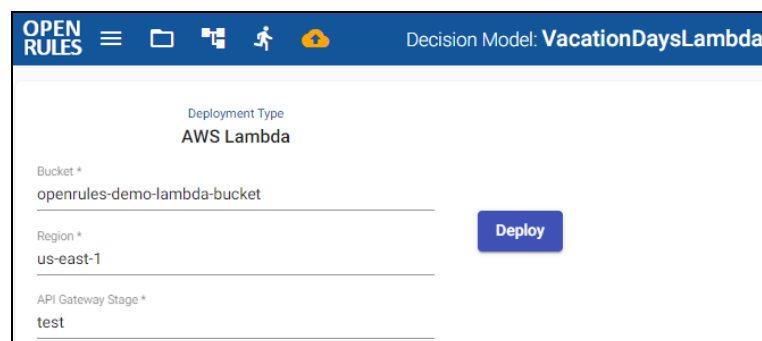 OPEN
RULES
Decision Model: VacationDaysLambda
Deployment Type
AWS Lambda
Bucket *
openrules-demo-lambda-bucket
Region *
us-east-1
Deploy
API Gateway Stage *
test